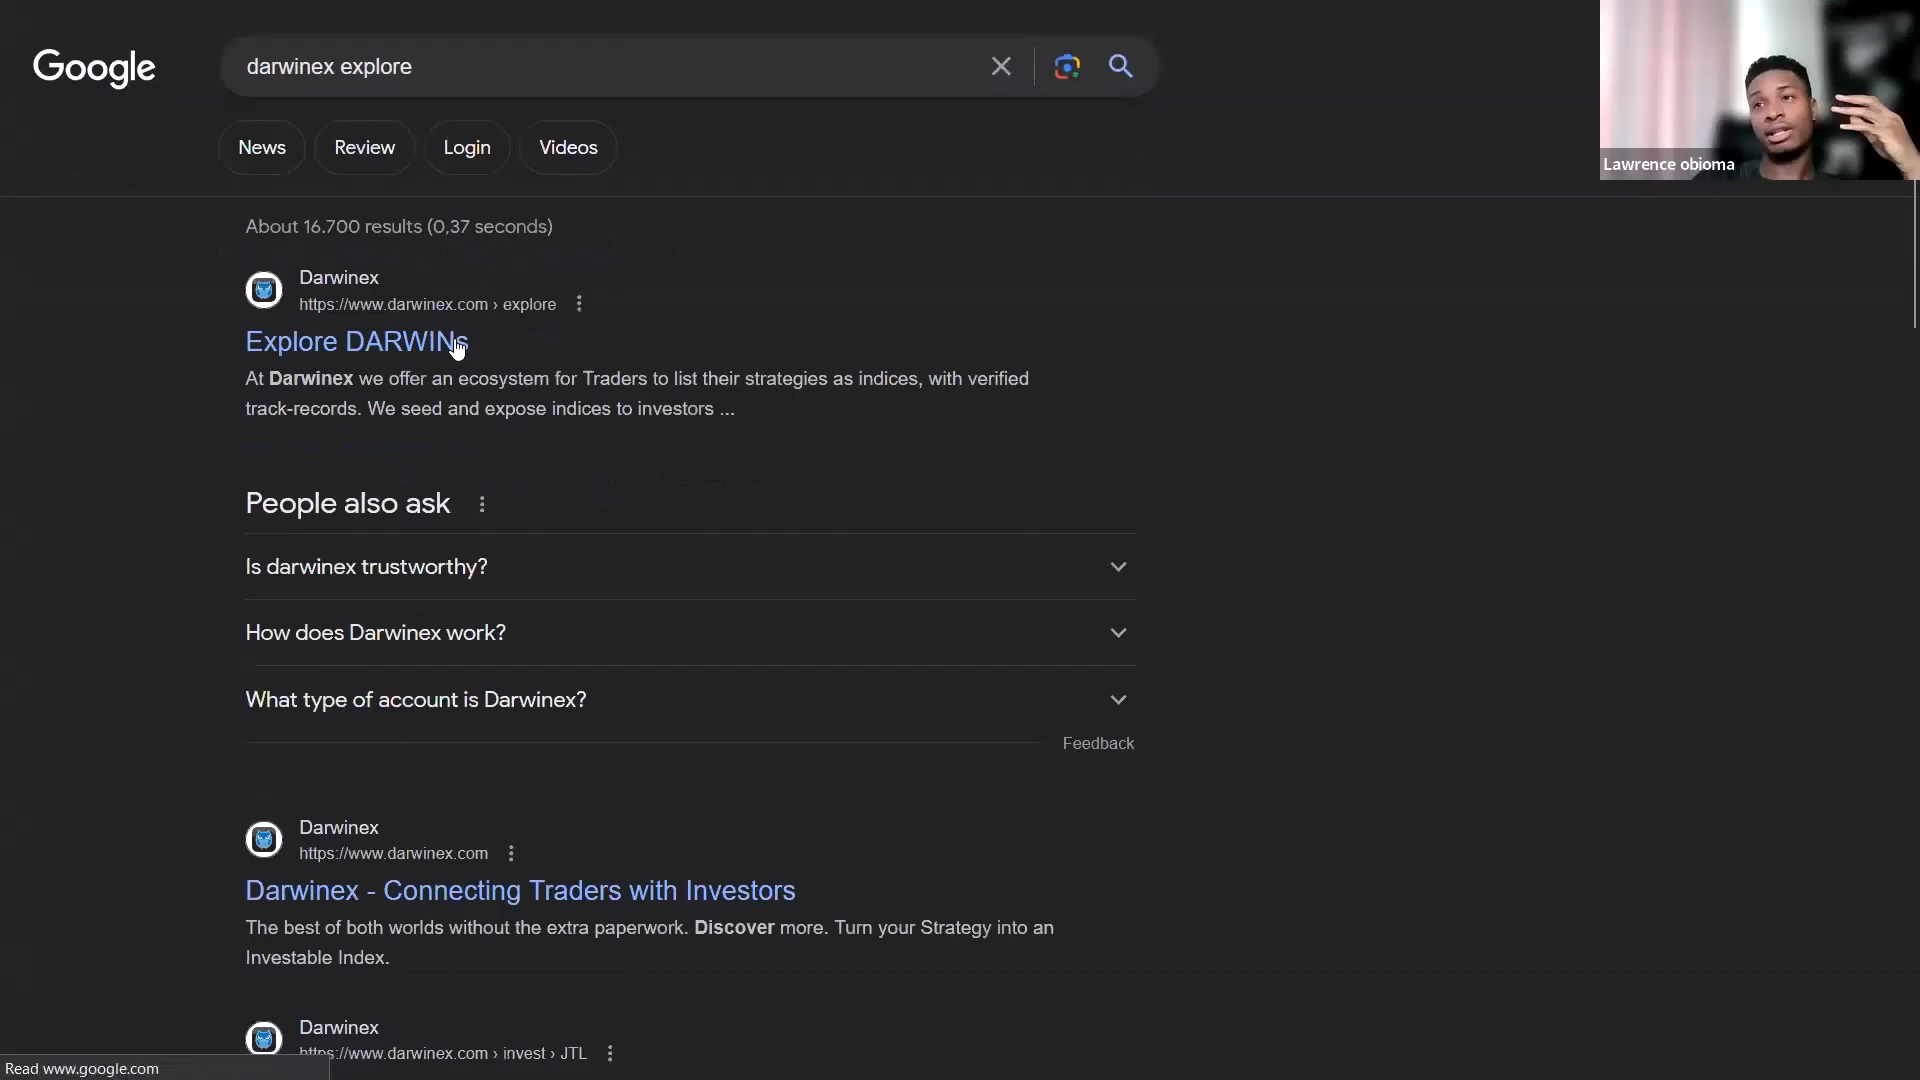 Google
darwinex explore
News
Review
Login
Videos
Lawrence obioma
About 16.700 results (0,37 seconds)
Darwinex
https://www.darwinex.com › explore
Explore DARWINs
At Darwinex we offer an ecosystem for Traders to list their strategies as indices, with verified
track-records. We seed and expose indices to investors ...
People also ask
Is darwinex trustworthy?
How does Darwinex work?
What type of account is Darwinex?
Feedback
Darwinex
https://www.darwinex.com
Darwinex - Connecting Traders with Investors
The best of both worlds without the extra paperwork. Discover more. Turn your Strategy into an
Investable Index.
Darwinex
https://www.darwinex.com › invest › JTL
Read www.google.com